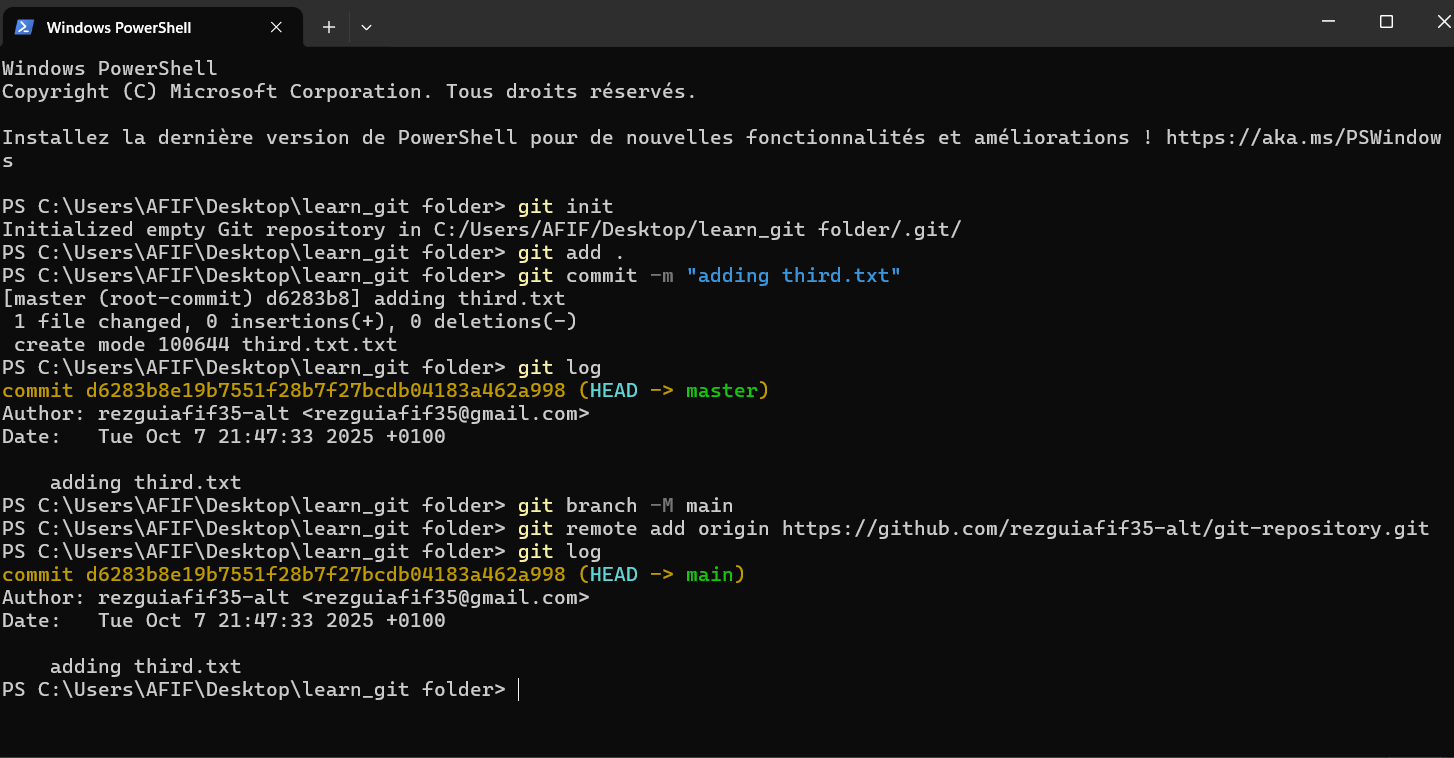 Windows PowerShell
Windows PowerShell
Copyright (C) Microsoft Corporation. Tous droits réservés.
Installez la dernière version de PowerShell pour de nouvelles fonctionnalités et améliorations ! https://aka.ms/PSWindow
s
PS C:\Users\AFIF\Desktop\learn_git folder> git init
Initialized empty Git repository in C:/Users/AFIF/Desktop/learn_git folder/.git/
PS C:\Users\AFIF\Desktop\learn_git folder> git add .
PS C:\Users\AFIF\Desktop\learn_git folder> git commit -m "adding third.txt"
[master (root-commit) d6283b8] adding third.txt
 1 file changed, 0 insertions(+), 0 deletions(-)
 create mode 100644 third.txt.txt
PS C:\Users\AFIF\Desktop\learn_git folder> git log
commit d6283b8e19b7551f28b7f27bcdb04183a462a998 (HEAD -> master)
Author: rezguiafif35-alt <rezguiafif35@gmail.com>
Date:   Tue Oct 7 21:47:33 2025 +0100
    adding third.txt
PS C:\Users\AFIF\Desktop\learn_git folder> git branch -M main
PS C:\Users\AFIF\Desktop\learn_git folder> git remote add origin https://github.com/rezguiafif35-alt/git-repository.git
PS C:\Users\AFIF\Desktop\learn_git folder> git log
commit d6283b8e19b7551f28b7f27bcdb04183a462a998 (HEAD -> main)
Author: rezguiafif35-alt <rezguiafif35@gmail.com>
Date:   Tue Oct 7 21:47:33 2025 +0100
    adding third.txt
PS C:\Users\AFIF\Desktop\learn_git folder>